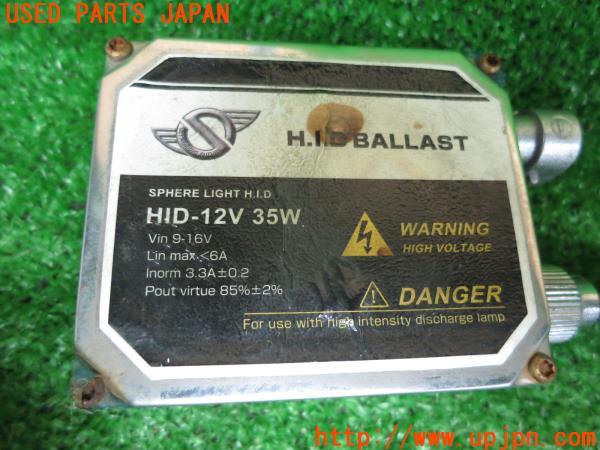 USED PARTS JAPAN
H.I.D BALLAST
SPHERE LIGHT H.I.D
HID-12V 35W
Vin 9-16V
Lin max.<6A
Inorm 3.3A±0.2
Pout virtue 85%±2%
WARNING
HIGH VOLTAGE
DANGER
For use with high intensity discharge lamp
http://www.upjpn.com/